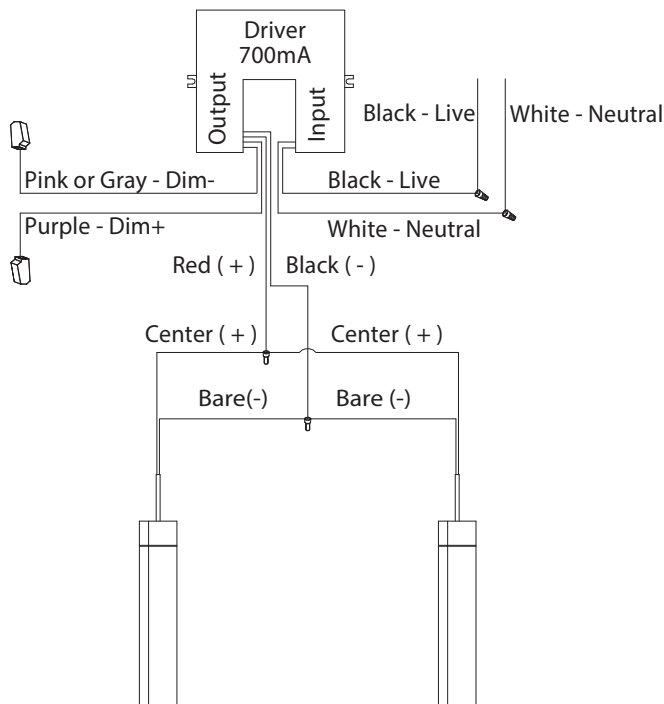 Driver
700mA
Output
Input
Black - Live
White - Neutral
Pink or Gray - Dim-
Black - Live
Purple - Dim+
White - Neutral
Red ( + )
Black ( - )
Center ( + )
Center ( + )
Bare(-)
Bare (-)